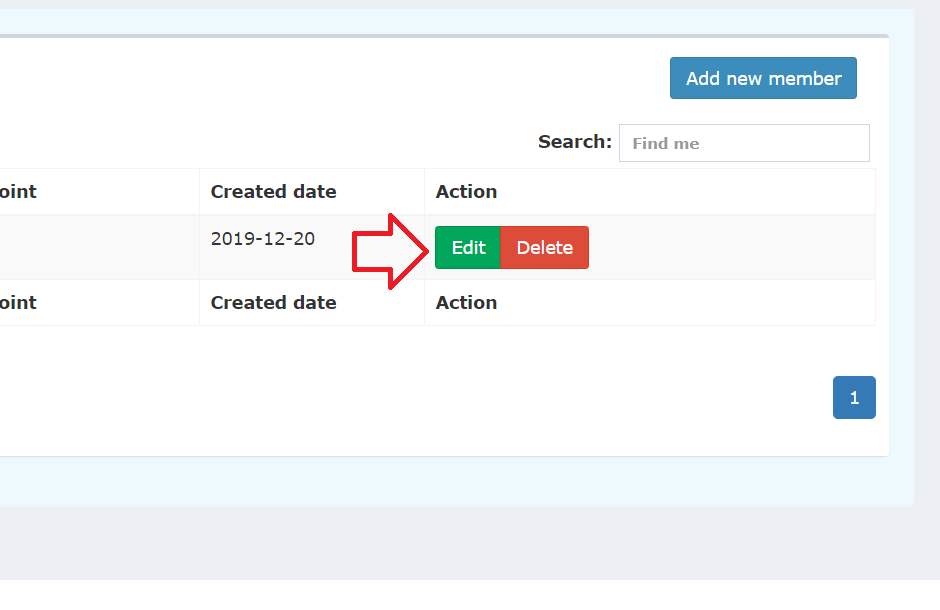 Add new member
Search: Find me
oint Created date Action
2019-12-20 Edit Delete
oint Created date Action
1